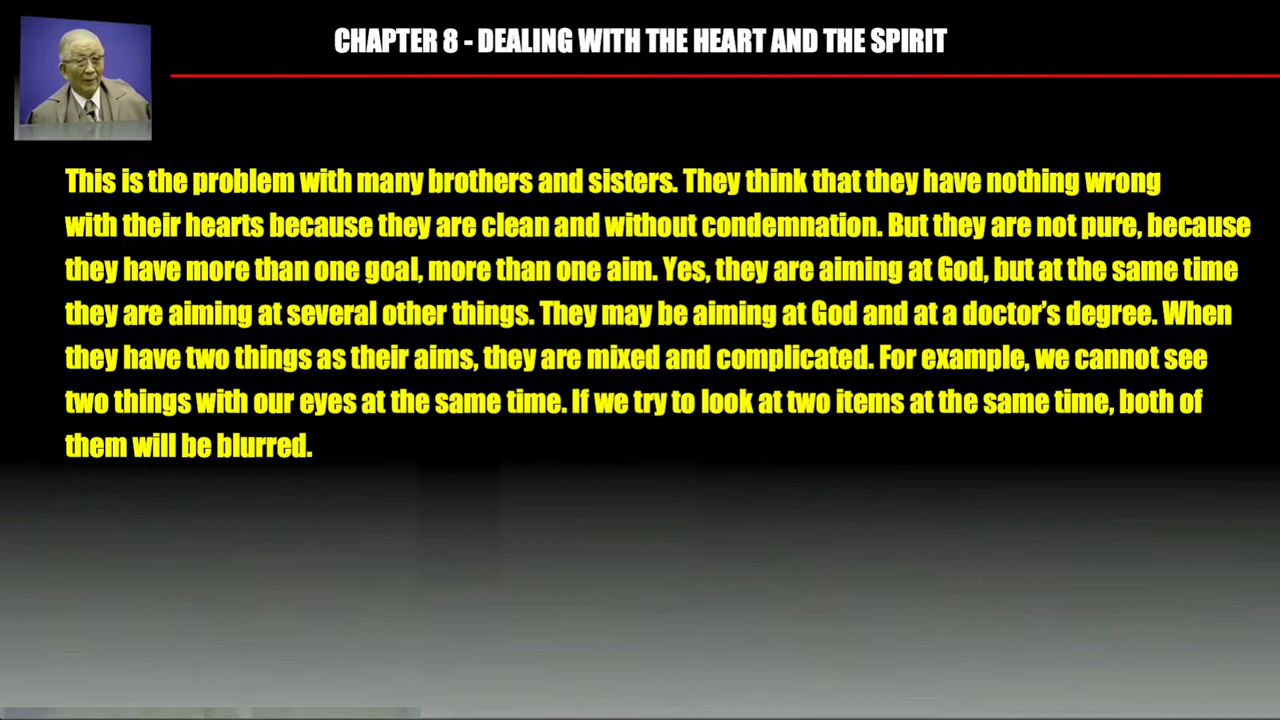 CHAPTER 8 - DEALING WITH THE HEART AND THE SPIRIT
This is the problem with many brothers and sisters. They think that they have nothing wrong
with their hearts because they are clean and without condemnation. But they are not pure, because
they have more than one goal, more than one aim. Yes, they are aiming at God, but at the same time
they are aiming at several other things. They may be aiming at God and at a doctor’s degree. When
they have two things as their aims, they are mixed and complicated. For example, we cannot see
two things with our eyes at the same time. If we try to look at two items at the same time, both of
them will be blurred.